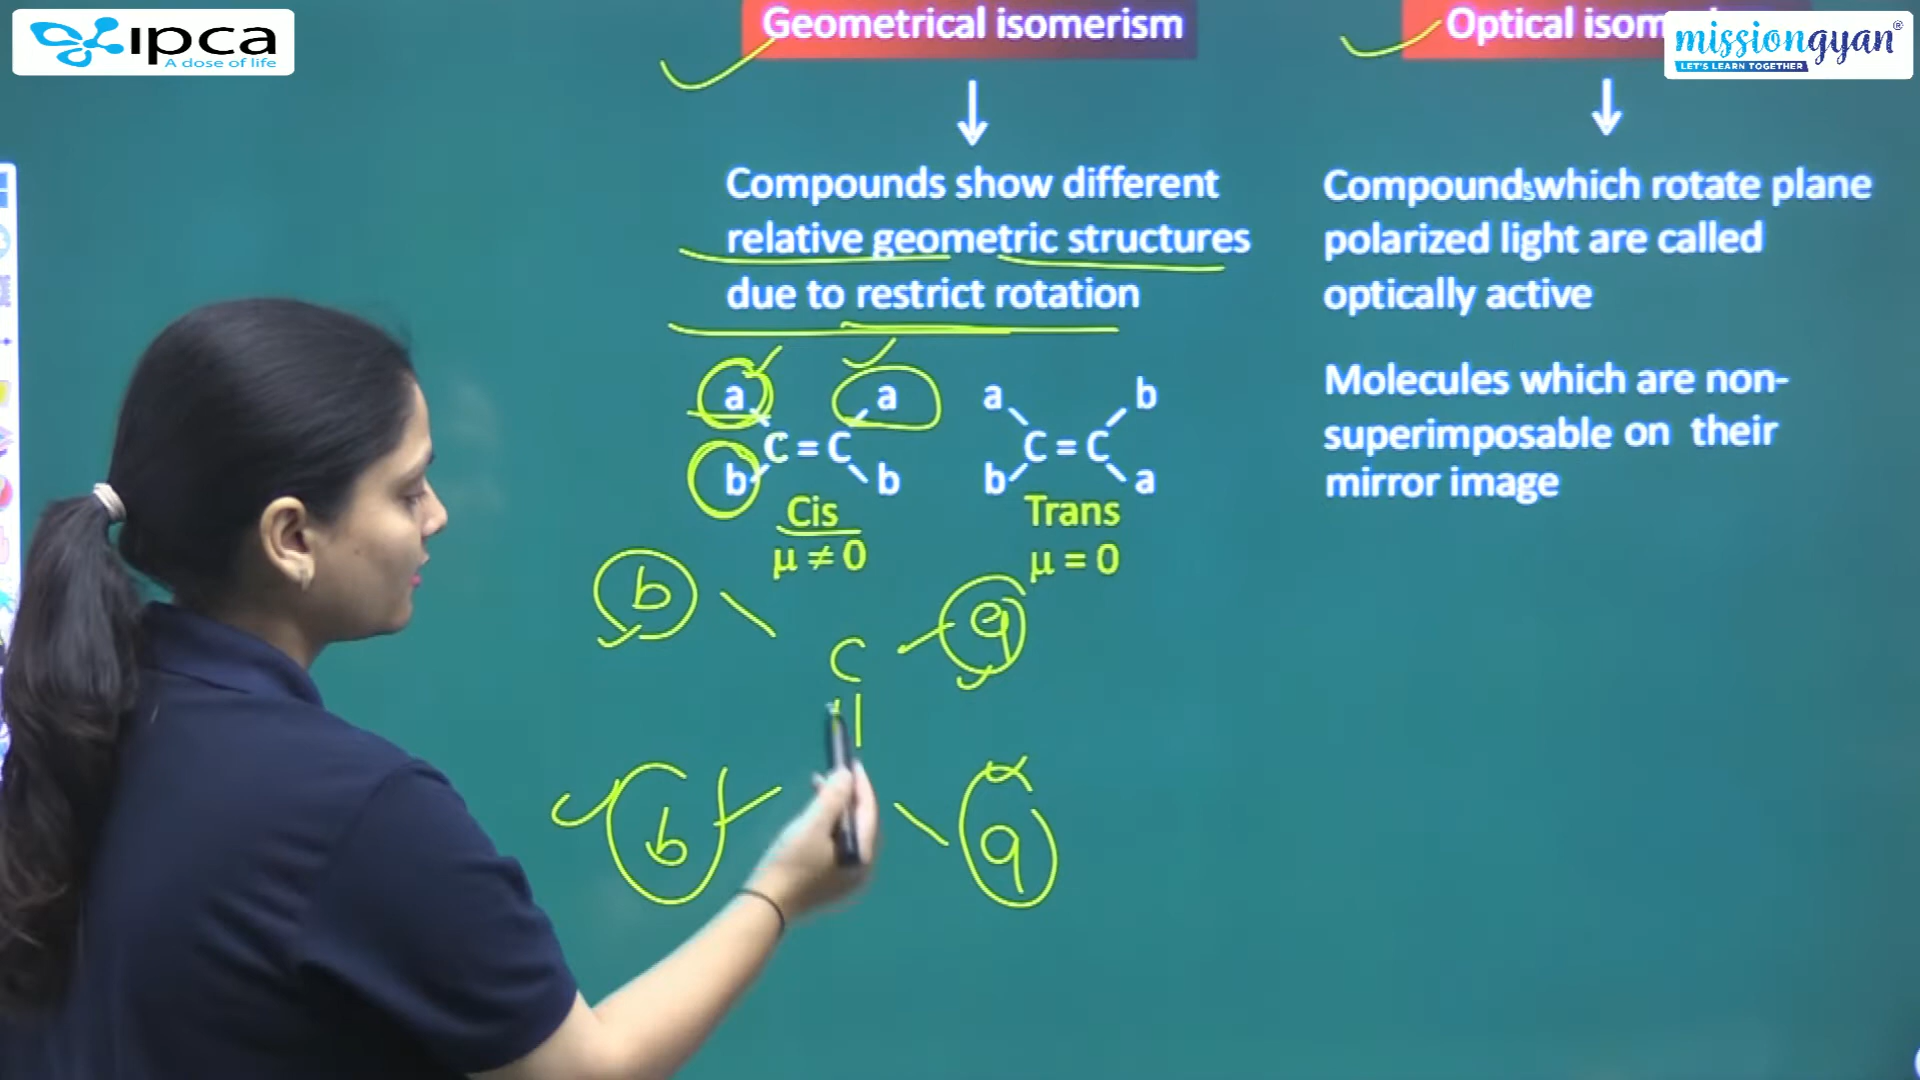 ipca
A dose of life
Geometrical isomerism
Optical
missiongyan®
LET'S LEARN TOGETHER
Compounds show different
relative geometric structures
due to restrict rotation
a a
C = C
b b
Cis
μ ≠ 0
a b
C = C
b a
Trans
μ = 0
Compounds which rotate plane
polarized light are called
optically active
Molecules which are non-
superimposable on their
mirror image
b a
C
b a